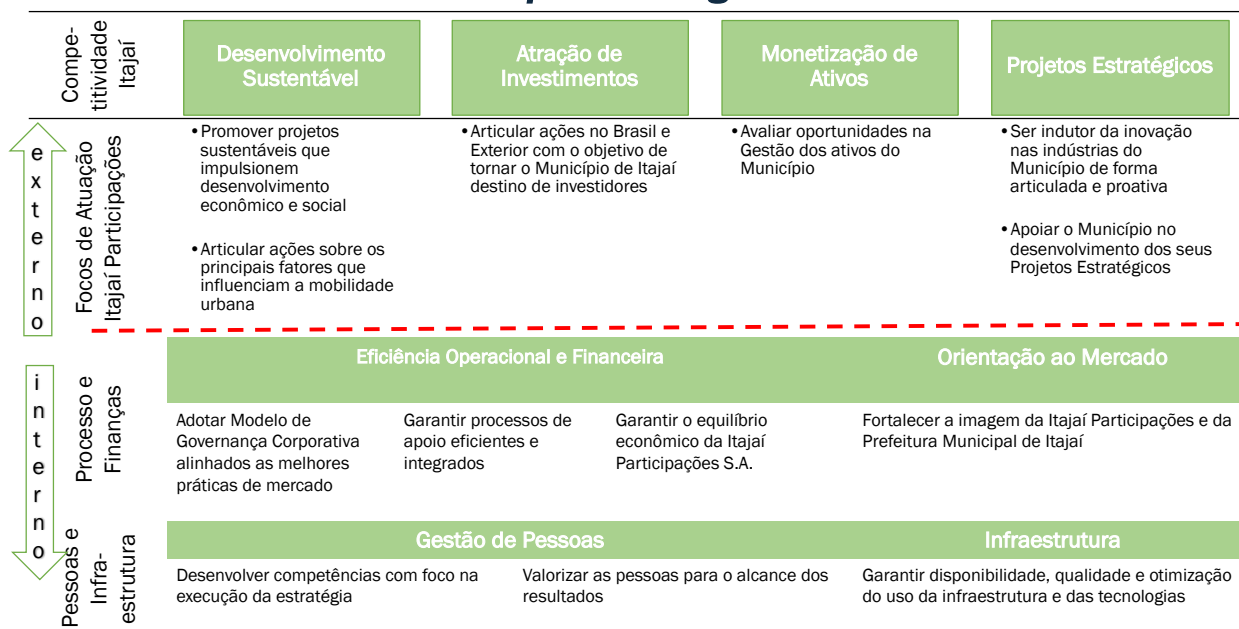 Compe-
titividade
Itajaí
Desenvolvimento
Sustentável
Atração de
Investimentos
Monetização de
Ativos
Projetos Estratégicos
externo
Focos de Atuação
Itajaí Participações
•Promover projetos
sustentáveis que
impulsionem
desenvolvimento
econômico e social
•Articular ações sobre os
principais fatores que
influenciam a mobilidade
urbana
•Articular ações no Brasil e
Exterior com o objetivo de
tornar o Município de Itajaí
destino de investidores
•Avaliar oportunidades na
Gestão dos ativos do
Município
•Ser indutor da inovação
nas indústrias do
Município de forma
articulada e proativa
•Apoiar o Município no
desenvolvimento dos seus
Projetos Estratégicos
interno
Processo e
Finanças
Eficiência Operacional e Financeira
Orientação ao Mercado
Adotar Modelo de
Governança Corporativa
alinhados as melhores
práticas de mercado
Garantir processos de
apoio eficientes e
integrados
Garantir o equilíbrio
econômico da Itajaí
Participações S.A.
Fortalecer a imagem da Itajaí Participações e da
Prefeitura Municipal de Itajaí
Pessoas e
Infra-
estrutura
Gestão de Pessoas
Infraestrutura
Desenvolver competências com foco na
execução da estratégia
Valorizar as pessoas para o alcance dos
resultados
Garantir disponibilidade, qualidade e otimização
do uso da infraestrutura e das tecnologias